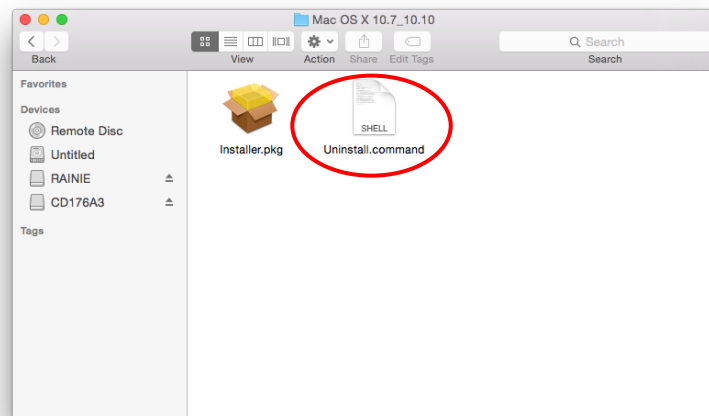 Mac OS X 10.7_10.10
Back
View
Action
Share
Edit Tags
Search
Search
Favorites
Devices
Remote Disc
Untitled
RAINIE
CD176A3
Tags
SHELL
Installer.pkg
Uninstall.command